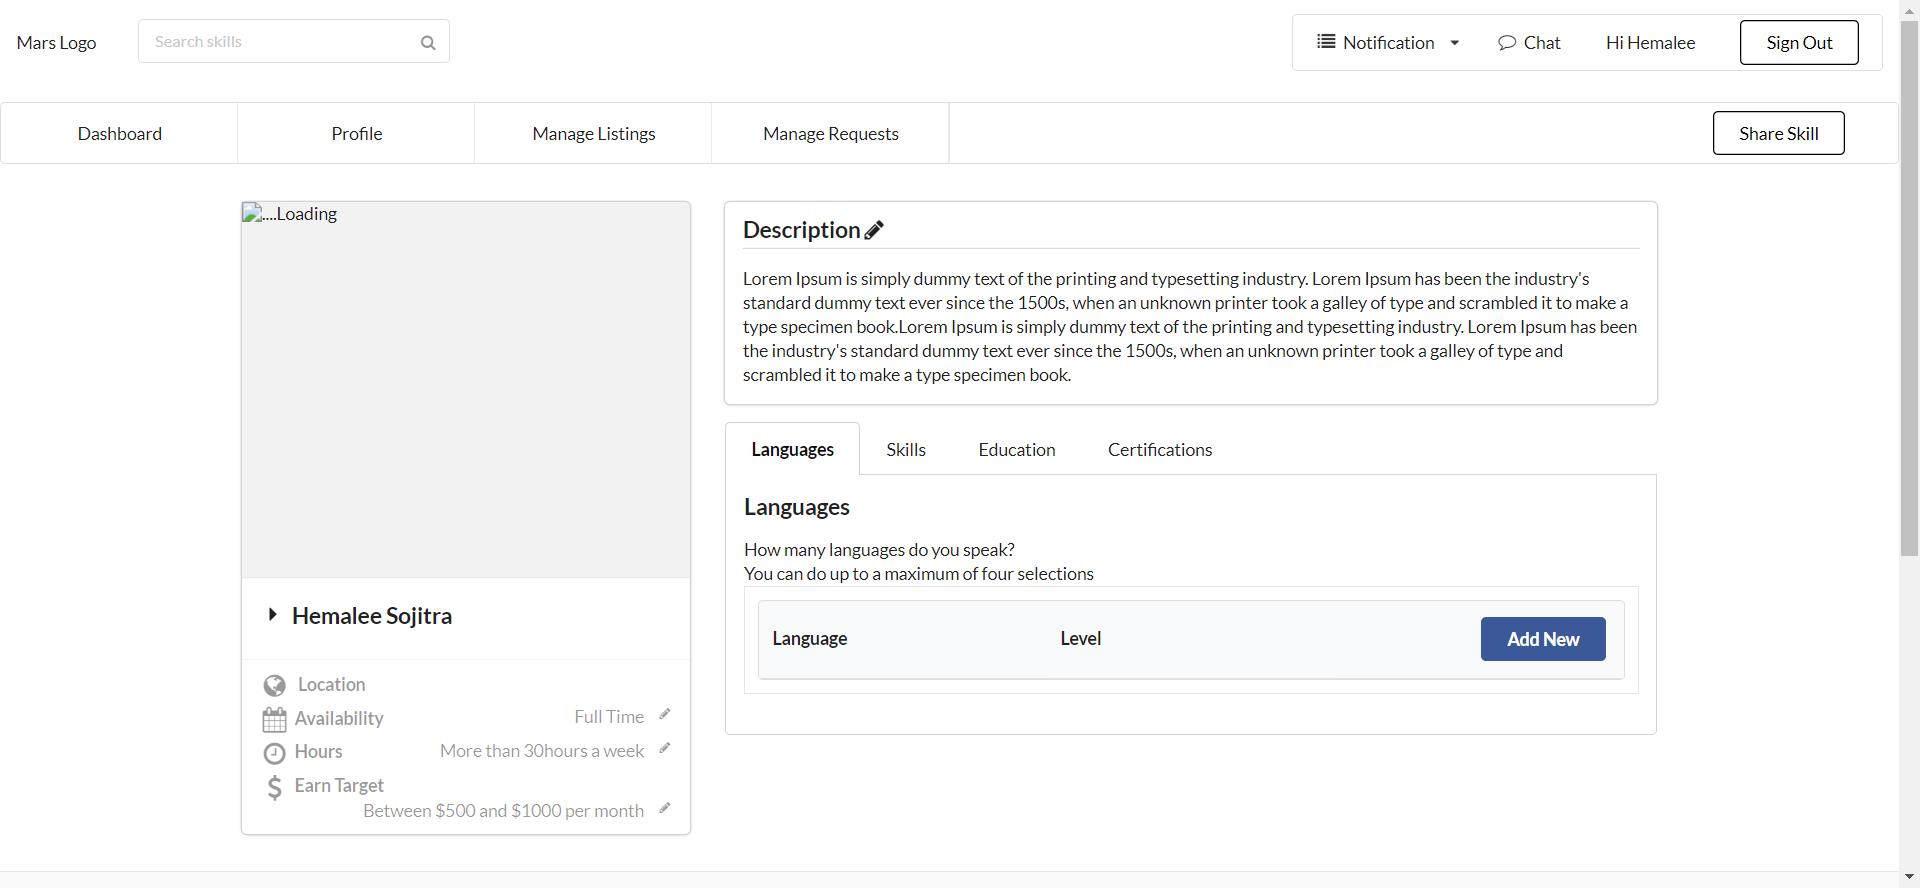 Mars Logo
Search skills
Notification
Chat
Hi Hemalee
Sign Out
Dashboard
Profile
Manage Listings
Manage Requests
Share Skill
....Loading
Hemalee Sojitra
Location
Availability
Full Time
Hours
More than 30hours a week
Earn Target
Between $500 and $1000 per month
Description
Lorem Ipsum is simply dummy text of the printing and typesetting industry. Lorem Ipsum has been the industry's
standard dummy text ever since the 1500s, when an unknown printer took a galley of type and scrambled it to make a
type specimen book.Lorem Ipsum is simply dummy text of the printing and typesetting industry. Lorem Ipsum has been
the industry's standard dummy text ever since the 1500s, when an unknown printer took a galley of type and
scrambled it to make a type specimen book.
Languages
Skills
Education
Certifications
Languages
How many languages do you speak?
You can do up to a maximum of four selections
Language
Level
Add New